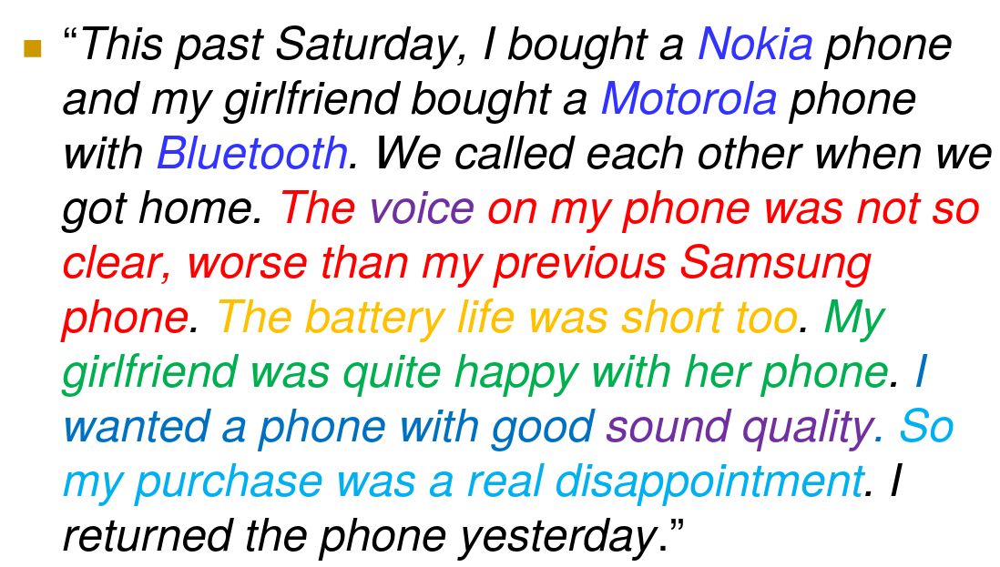 “This past Saturday, I bought a Nokia phone
and my girlfriend bought a Motorola phone
with Bluetooth. We called each other when we
got home. The voice on my phone was not so
clear, worse than my previous Samsung
phone. The battery life was short too. My
girlfriend was quite happy with her phone. I
wanted a phone with good sound quality. So
my purchase was a real disappointment. I
returned the phone yesterday.”